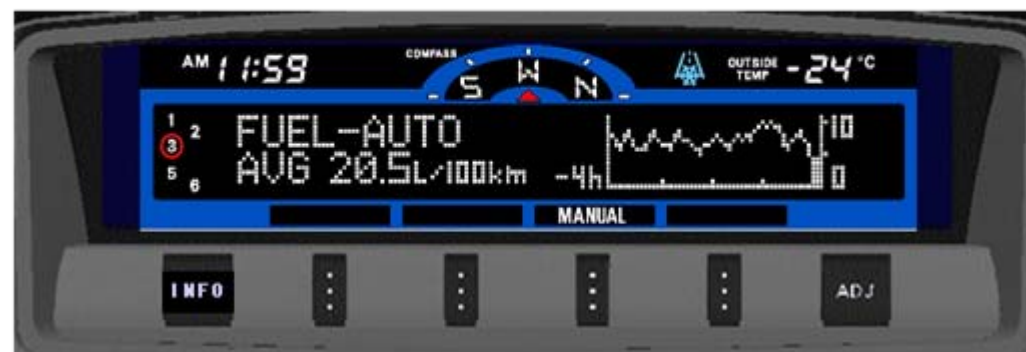 AM 11:59
COMPASS
S W N
OUTSIDE TEMP -24 °C
1 2 3 5 6
FUEL-AUTO
AVG 20.5L/100km
-4h
10
0
MANUAL
INFO
ADJ